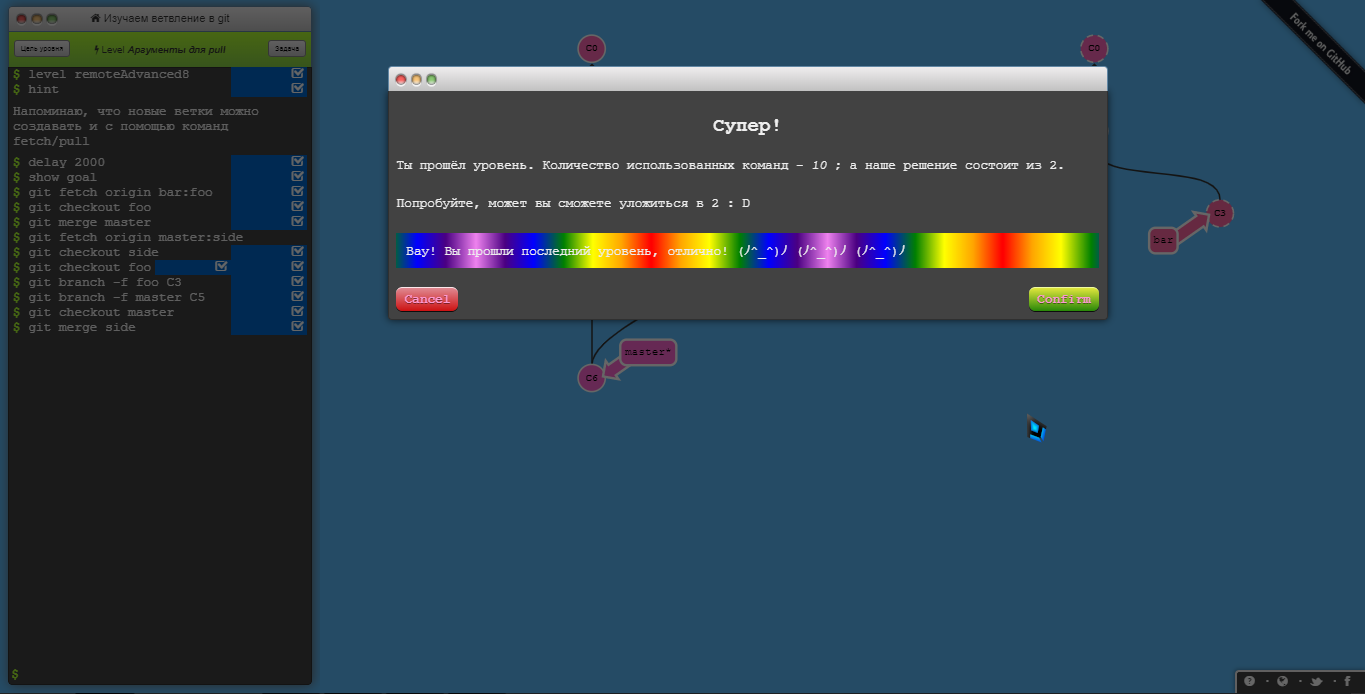 Изучаем ветвление в git
Цель уровня
Level Араументы для pull
Задача
$ level remoteAdvanced8
$ hint
Напоминаю, что новые ветки можно
создавать и с помощью команд
fetch/pull
$ delay 2000
$ show goal
$ git fetch origin bar:foo
$ git checkout foo
$ git merge master
$ git fetch origin master:side
$ git checkout side
$ git checkout foo
$ git branch -f foo C3
$ git branch -f master C5
$ git checkout master
$ git merge side
$
C0
C0
Fork me on GitHub
Супер!
Ты прошёл уровень. Количество использованных команд - 10 ; а наше решение состоит из 2.
Попробуйте, может вы сможете уложиться в 2 : D
Вау! Вы прошли последний уровень, отлично! (ﾉ^_^)ﾉ (ﾉ^_^)ﾉ (ﾉ^_^)ﾉ
Cancel
Confirm
C3
bar
master*
C6